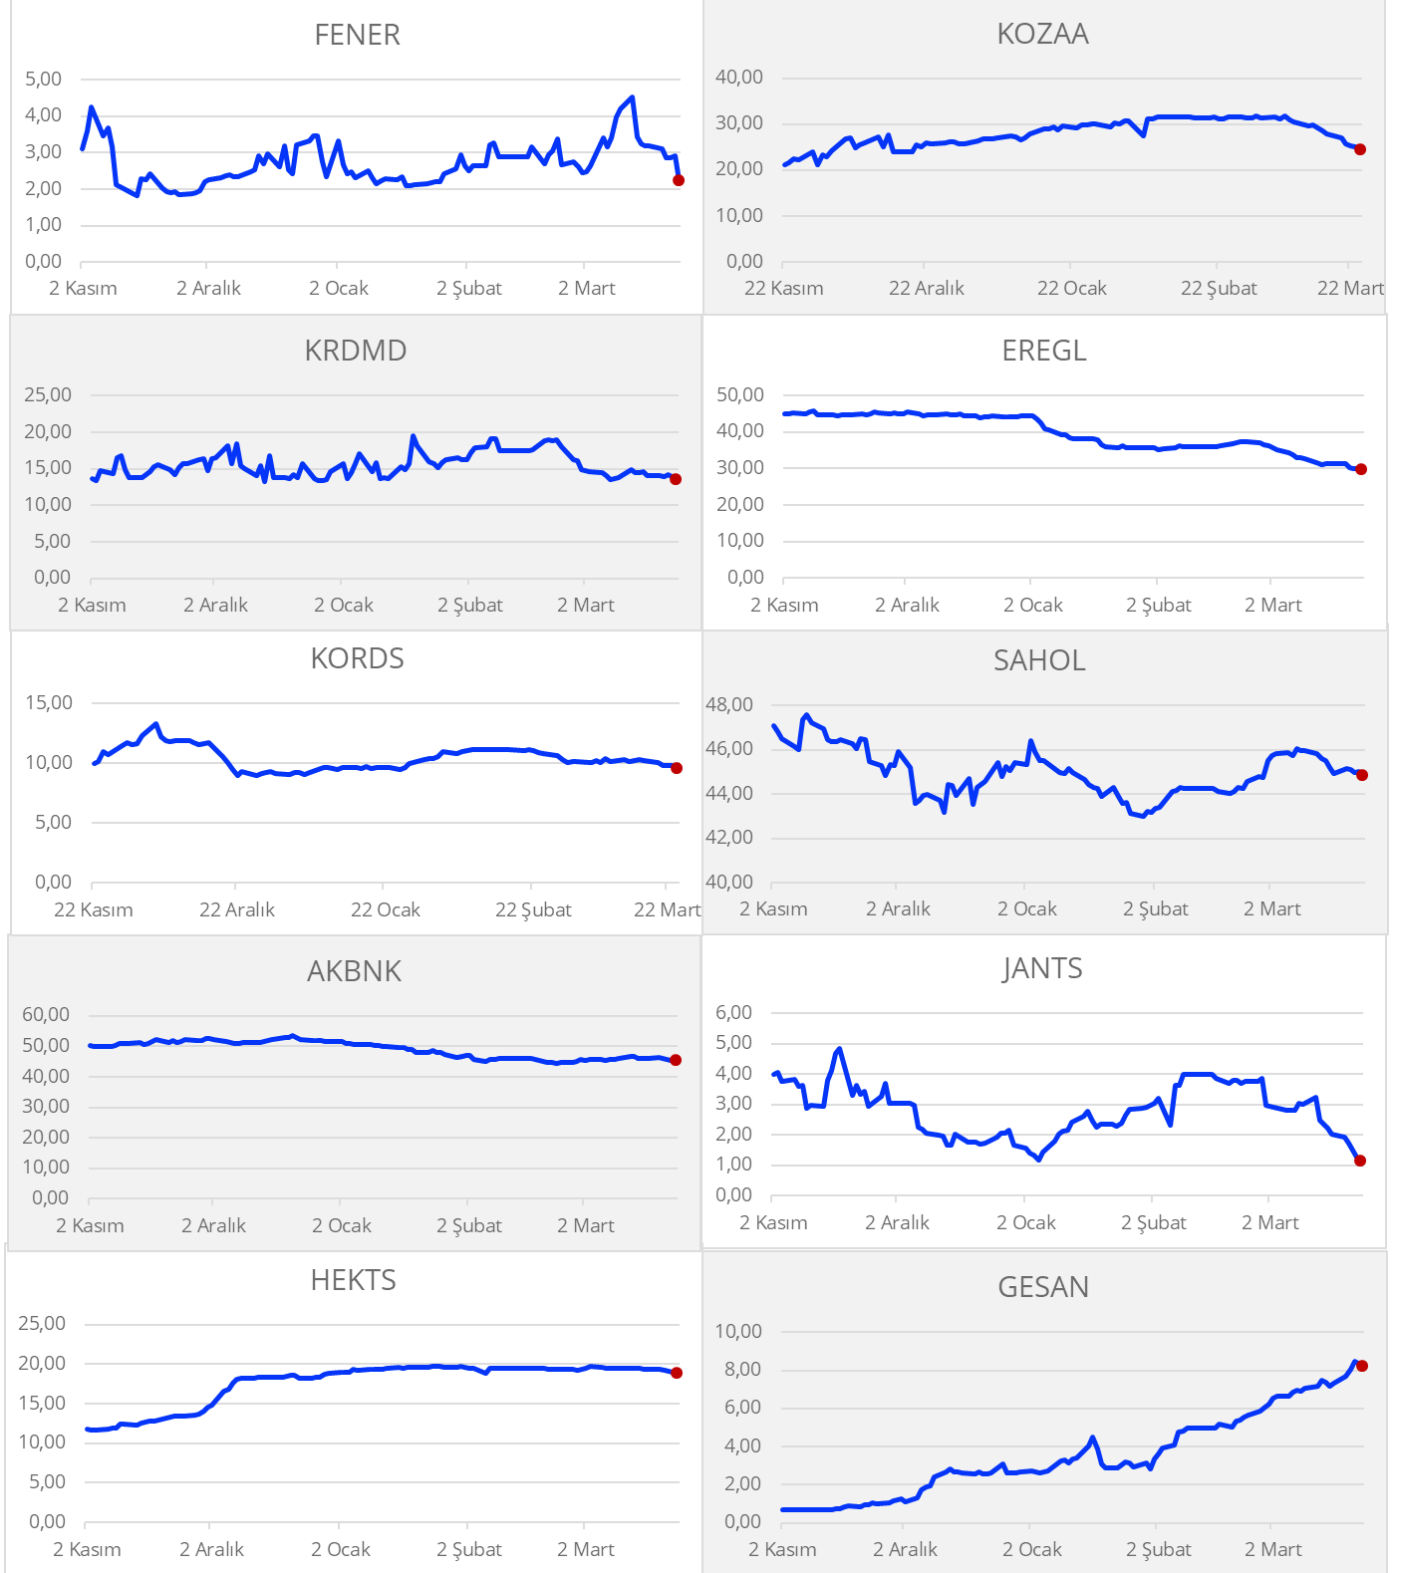 FENER
5,00
4,00
3,00
2,00
1,00
0,00
2 Kasım 2 Aralık 2 Ocak 2 Şubat 2 Mart
KOZAA
40,00
30,00
20,00
10,00
0,00
22 Kasım 22 Aralık 22 Ocak 22 Şubat 22 Mart
KRDMD
25,00
20,00
15,00
10,00
5,00
0,00
2 Kasım 2 Aralık 2 Ocak 2 Şubat 2 Mart
EREGL
50,00
40,00
30,00
20,00
10,00
0,00
2 Kasım 2 Aralık 2 Ocak 2 Şubat 2 Mart
KORDS
15,00
10,00
5,00
0,00
22 Kasım 22 Aralık 22 Ocak 22 Şubat 22 Mart
SAHOL
48,00
46,00
44,00
42,00
40,00
2 Kasım 2 Aralık 2 Ocak 2 Şubat 2 Mart
AKBNK
60,00
50,00
40,00
30,00
20,00
10,00
0,00
2 Kasım 2 Aralık 2 Ocak 2 Şubat 2 Mart
JANTS
6,00
5,00
4,00
3,00
2,00
1,00
0,00
2 Kasım 2 Aralık 2 Ocak 2 Şubat 2 Mart
HEKTS
25,00
20,00
15,00
10,00
5,00
0,00
2 Kasım 2 Aralık 2 Ocak 2 Şubat 2 Mart
GESAN
10,00
8,00
6,00
4,00
2,00
0,00
2 Kasım 2 Aralık 2 Ocak 2 Şubat 2 Mart